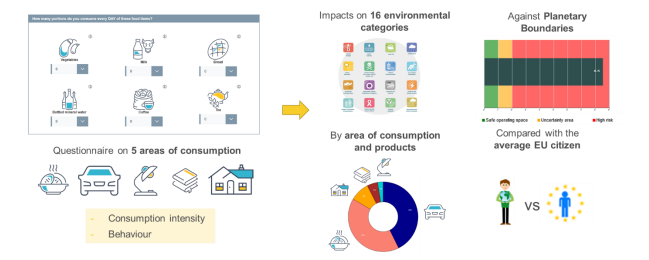 How many portions do you consume every DAY of these food items?
Vegetables
Milk
Bread
Bottled mineral water
Coffee
Tea
Questionnaire on 5 areas of consumption
- Consumption intensity
- Behaviour
Impacts on 16 environmental
categories
By area of consumption
and products
Against Planetary
Boundaries
Safe operating space
Uncertainty area
High risk
Compared with the
average EU citizen
VS